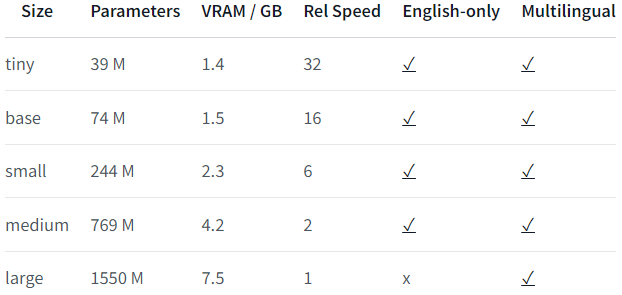 Size Parameters VRAM / GB Rel Speed English-only Multilingual
tiny 39 M 1.4 32 ✓ ✓
base 74 M 1.5 16 ✓ ✓
small 244 M 2.3 6 ✓ ✓
medium 769 M 4.2 2 ✓ ✓
large 1550 M 7.5 1 x ✓